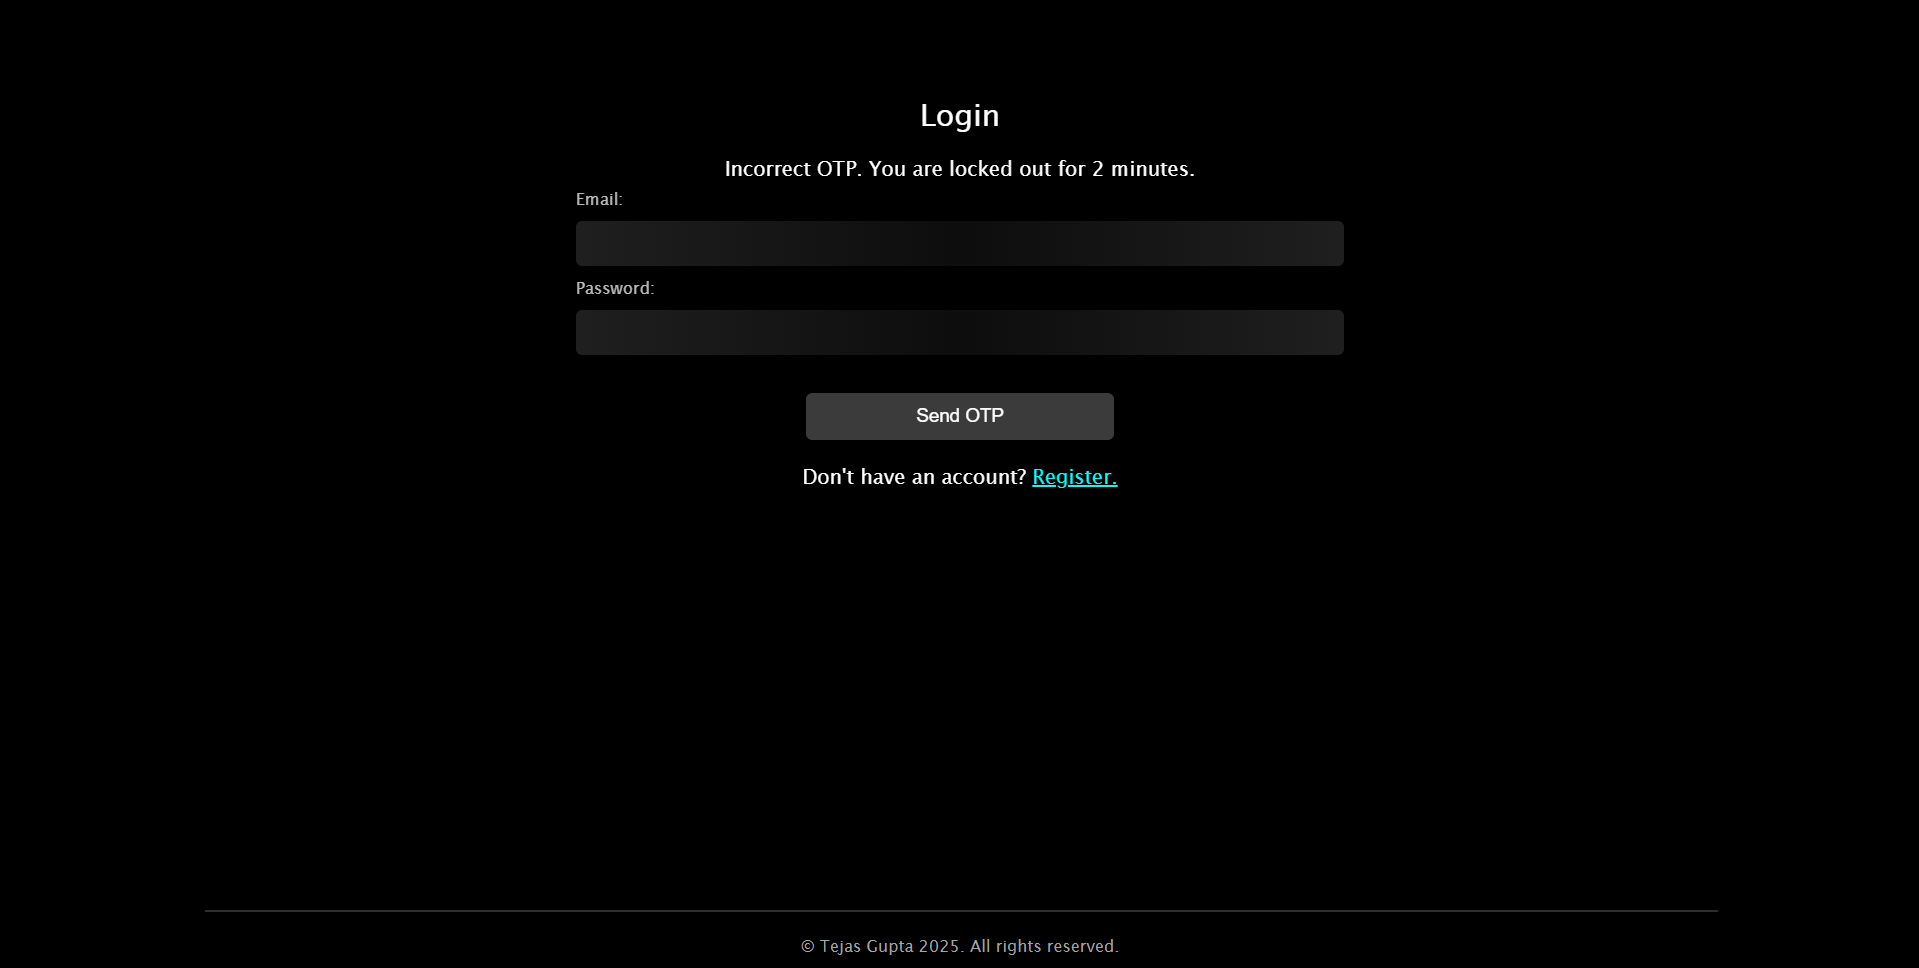 Login
Incorrect OTP. You are locked out for 2 minutes.
Email:
Password:
Send OTP
Don't have an account? Register.
© Tejas Gupta 2025. All rights reserved.